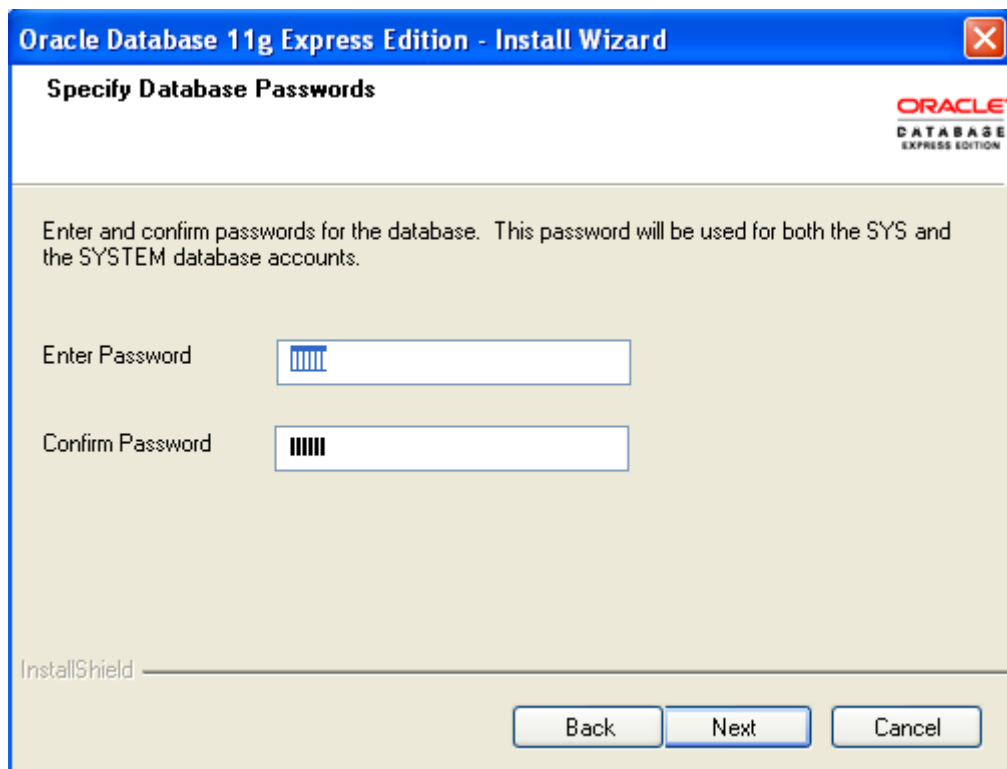 Oracle Database 11g Express Edition - Install Wizard
Specify Database Passwords
ORACLE
DATABASE
EXPRESS EDITION
Enter and confirm passwords for the database.  This password will be used for both the SYS and
the SYSTEM database accounts.
Enter Password
Confirm Password
InstallShield
Back Next Cancel